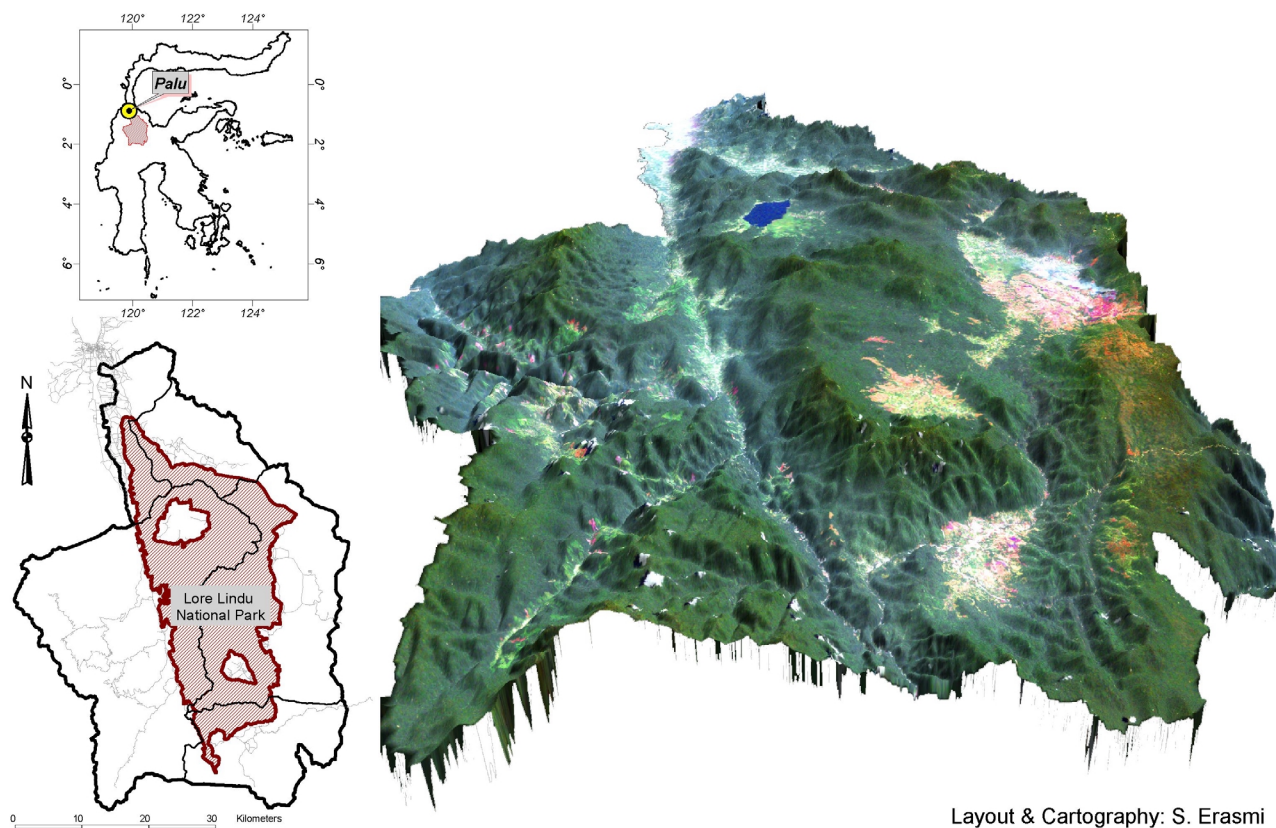 120° 122° 124°
Palu
0° 0°
2° 2°
4° 4°
6° 6°
120° 122° 124°
N
Lore Lindu
National Park
0 10 20 30 Kilometers
Layout & Cartography: S. Erasmi